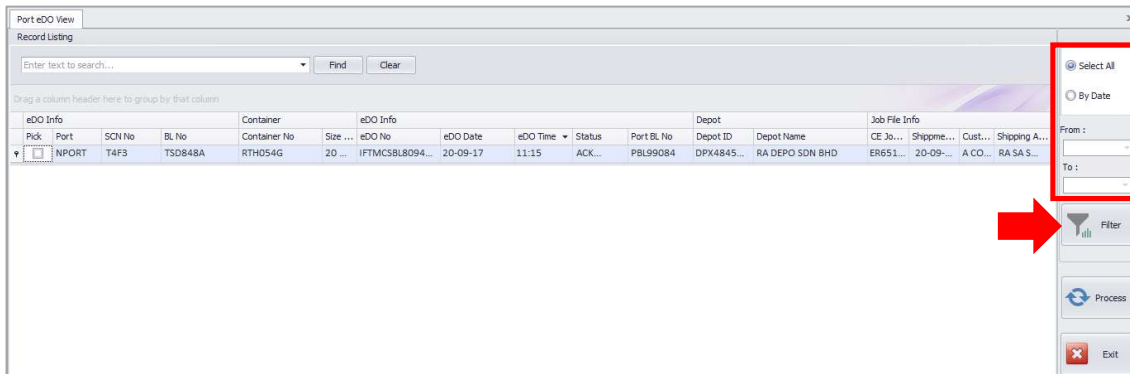 Port eDO View
Record Listing
Enter text to search... Find Clear
Select All
Drag a column header here to group by that column
By Date
eDO Info Container eDO Info Depot Job File Info
Pick Port SCN No BL No Container No Size ... eDO No eDO Date eDO Time Status Port BL No Depot ID Depot Name CE Jo... Shippme... Cust... Shipping A...
From :
NPORT T4F3 TSD848A RTH054G 20 ... IFTMCSBL8094... 20-09-17 11:15 ACK... PBL99084 DPX4845... RA DEPO SDN BHD ER651... 20-09-... A CO... RA SA S...
To :
Filter
Process
Exit